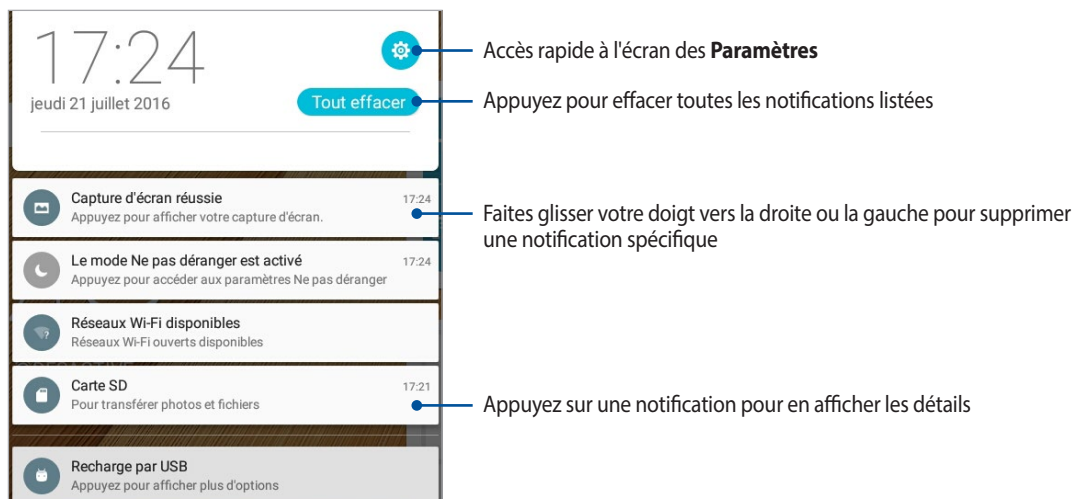 17:24
jeudi 21 juillet 2016
Tout effacer
Accès rapide à l'écran des Paramètres
Appuyez pour effacer toutes les notifications listées
Capture d'écran réussie 17:24
Appuyez pour afficher votre capture d'écran.
Faites glisser votre doigt vers la droite ou la gauche pour supprimer
une notification spécifique
Le mode Ne pas déranger est activé 17:24
Appuyez pour accéder aux paramètres Ne pas déranger
Réseaux Wi-Fi disponibles
Réseaux Wi-Fi ouverts disponibles
Carte SD 17:21
Pour transférer photos et fichiers
Appuyez sur une notification pour en afficher les détails
Recharge par USB
Appuyez pour afficher plus d'options